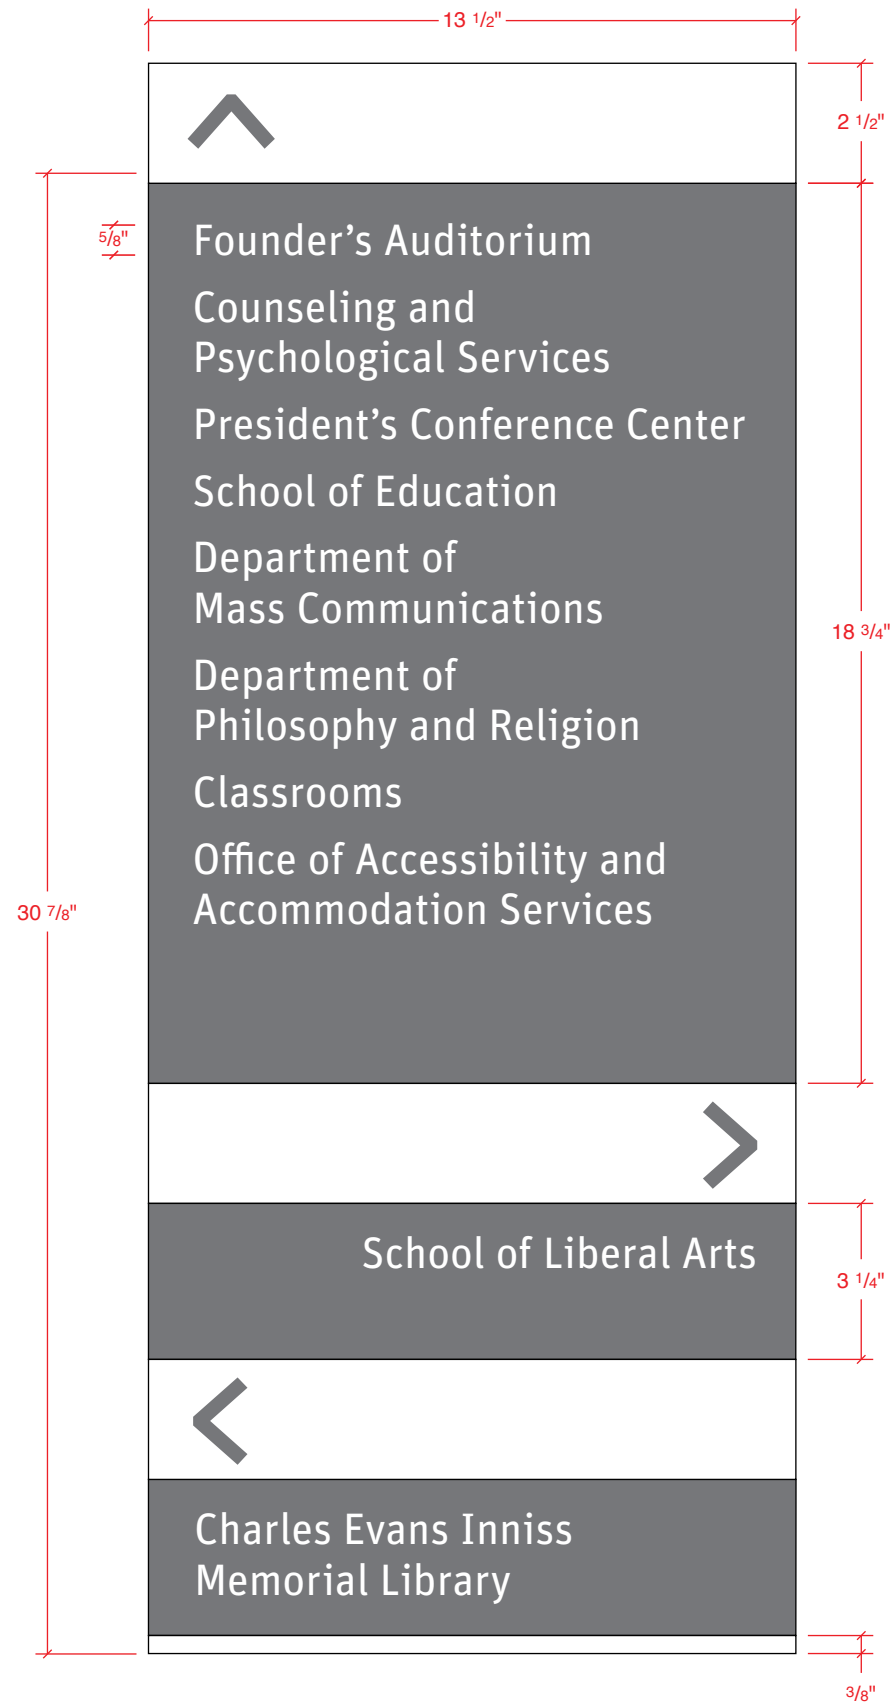 13 1/2"
2 1/2"
5/8"
Founder’s Auditorium
Counseling and
Psychological Services
President’s Conference Center
School of Education
Department of
Mass Communications
18 3/4"
Department of
Philosophy and Religion
Classrooms
Office of Accessibility and
Accommodation Services
30 7/8"
School of Liberal Arts
3 1/4"
Charles Evans Inniss
Memorial Library
3/8"